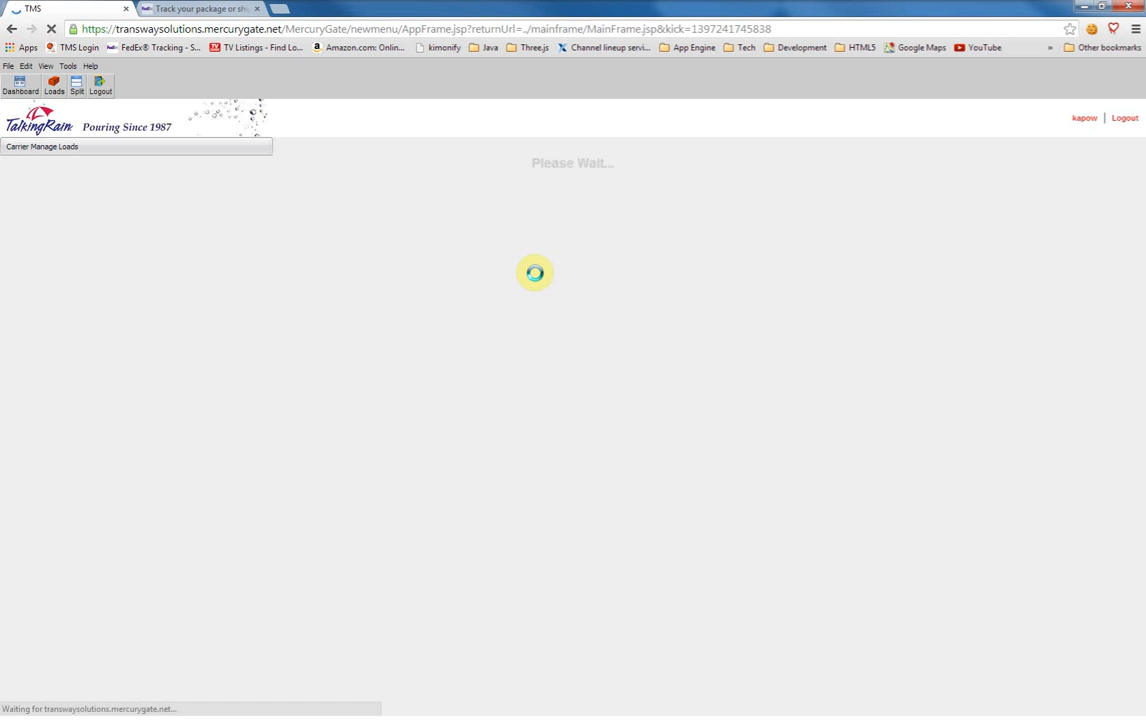 TMS
Track your package or shi
https://transwaysolutions.mercurygate.net/MercuryGate/newmenu/AppFrame.jsp?returnUrl=../mainframe/MainFrame.jsp&kick=1397241745838
Apps TMS Login FedEx® Tracking - S... TV Listings - Find Lo... Amazon.com: Onlin... kimonify Java Three.js Channel lineup servi... App Engine Tech Development HTML5 Google Maps YouTube » Other bookmarks
File Edit View Tools Help
Dashboard Loads Split Logout
TalkingRain Pouring Since 1987
kapow | Logout
Carrier Manage Loads
Please Wait...
Waiting for transwaysolutions.mercurygate.net...